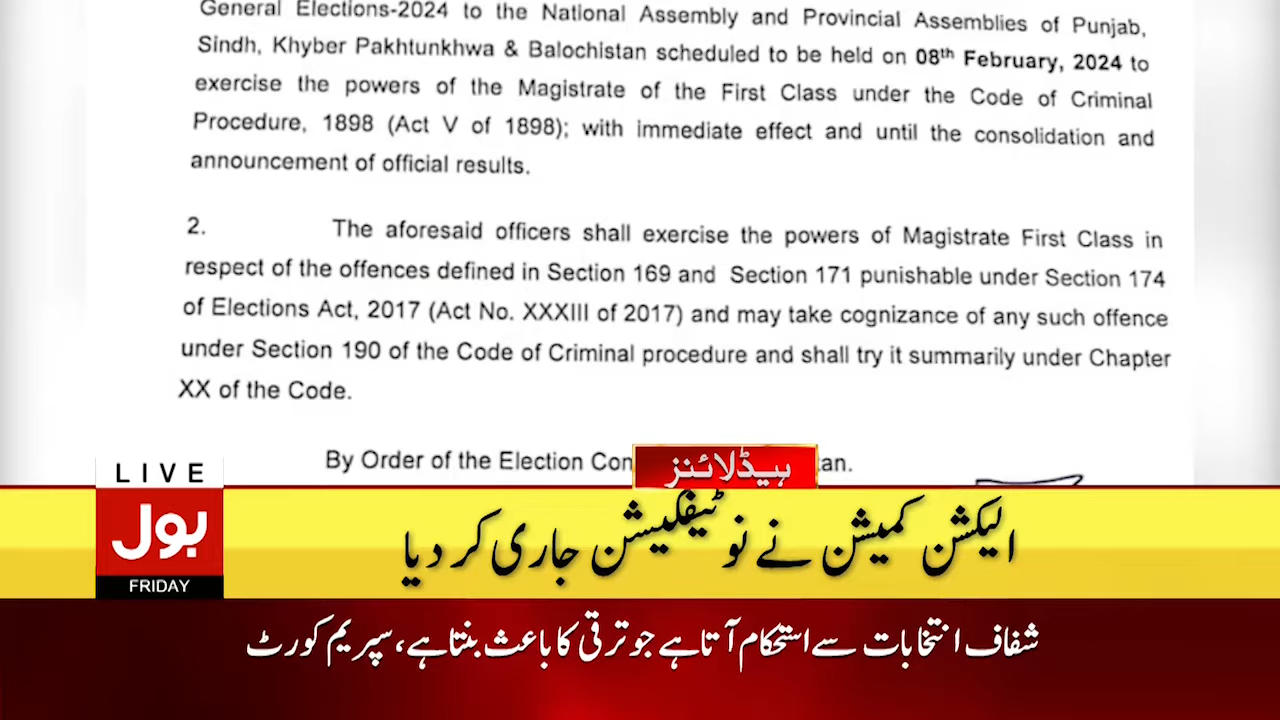 General Elections-2024 to the National Assembly and Provincial Assemblies of Punjab,
Sindh, Khyber Pakhtunkhwa & Balochistan scheduled to be held on 08th February, 2024 to
exercise the powers of the Magistrate of the First Class under the Code of Criminal
Procedure, 1898 (Act V of 1898); with immediate effect and until the consolidation and
announcement of official results.
2. The aforesaid officers shall exercise the powers of Magistrate First Class in
respect of the offences defined in Section 169 and Section 171 punishable under Section 174
of Elections Act, 2017 (Act No. XXXIII of 2017) and may take cognizance of any such offence
under Section 190 of the Code of Criminal procedure and shall try it summarily under Chapter
XX of the Code.
By Order of the Election
ہیڈلائنز
LIVE
بول
FRIDAY
الیکشن کمیشن نے نوٹیفکیشن جاری کر دیا
شفاف انتخابات سے استحکام آتا ہے جو ترقی کا باعث بنتا ہے، سپریم کورٹ